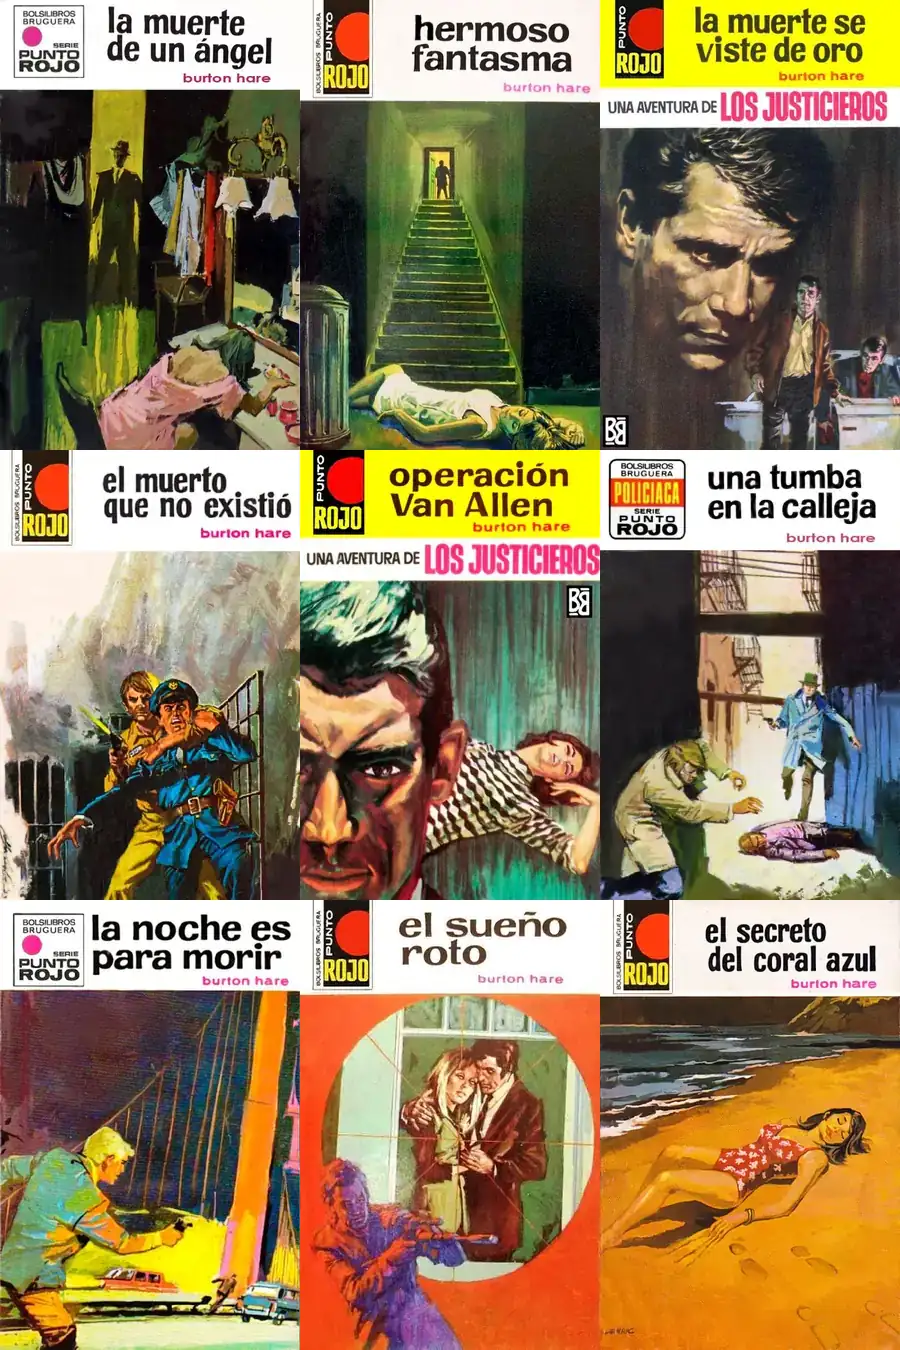 BOLSILIBROS
BRUGUERA
SERIE
PUNTO
ROJO
la muerte
de un ángel
burton hare
BOLSILIBROS BRUGUERA
PUNTO
ROJO
hermoso
fantasma
burton hare
PUNTO
ROJO
la muerte se
viste de oro
burton hare
UNA AVENTURA DE LOS JUSTICIEROS
BB
BOLSILIBROS BRUGUERA
PUNTO
ROJO
el muerto
que no existió
burton hare
PUNTO
ROJO
operación
Van Allen
burton hare
UNA AVENTURA DE LOS JUSTICIEROS
BB
BOLSILIBROS
BRUGUERA
POLICIACA
SERIE
PUNTO
ROJO
una tumba
en la calleja
burton hare
BOLSILIBROS
BRUGUERA
SERIE
PUNTO
ROJO
la noche es
para morir
burton hare
BOLSILIBROS BRUGUERA
PUNTO
ROJO
el sueño
roto
burton hare
BOLSILIBROS BRUGUERA
PUNTO
ROJO
el secreto
del coral azul
burton hare